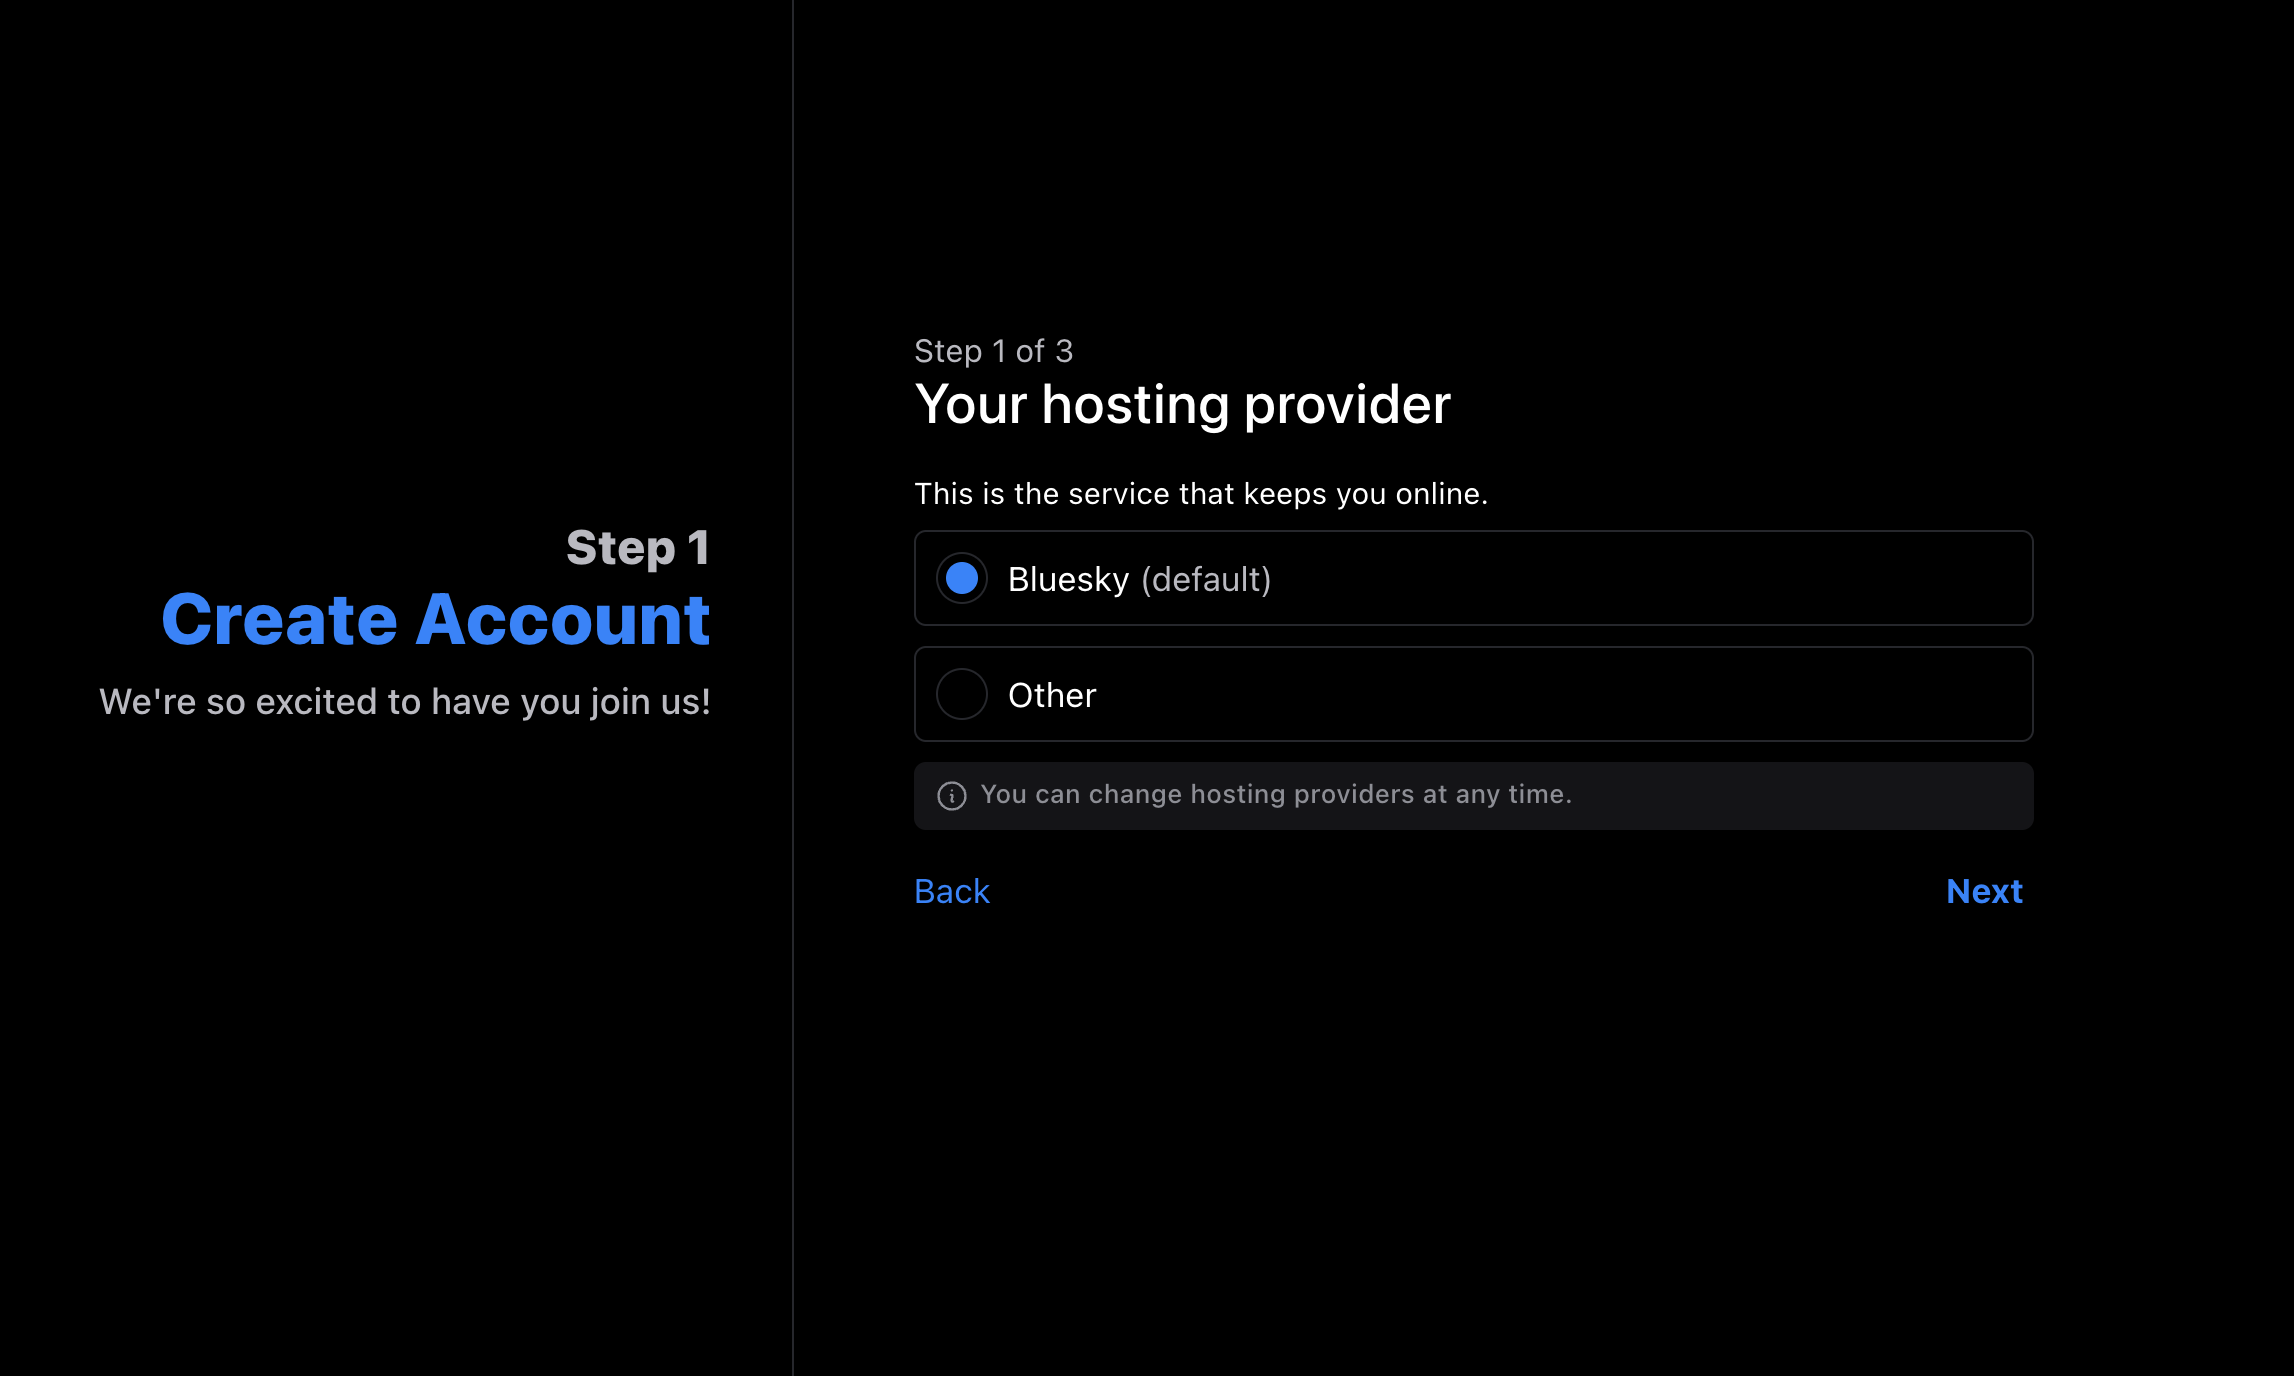 Step 1
Create Account
We're so excited to have you join us!
Step 1 of 3
Your hosting provider
This is the service that keeps you online.
Bluesky (default)
Other
You can change hosting providers at any time.
Back
Next